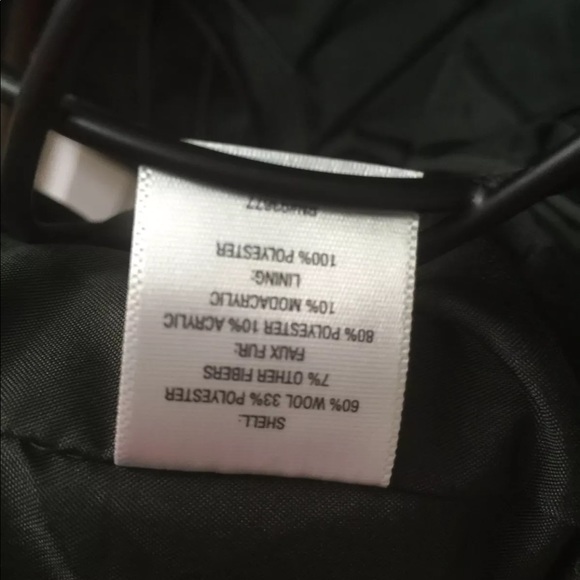 SHELL:
60% WOOL 33% POLYESTER
7% OTHER FIBERS
FAUX FUR:
80% POLYESTER 10% ACRYLIC
10% MODACRYLIC
LINING:
100% POLYESTER